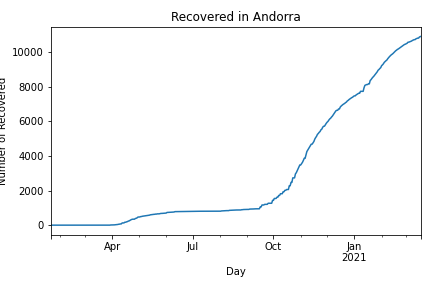 Recovered in Andorra
Number of Recovered
10000
8000
6000
4000
2000
0
Apr
Jul
Oct
Jan
2021
Day